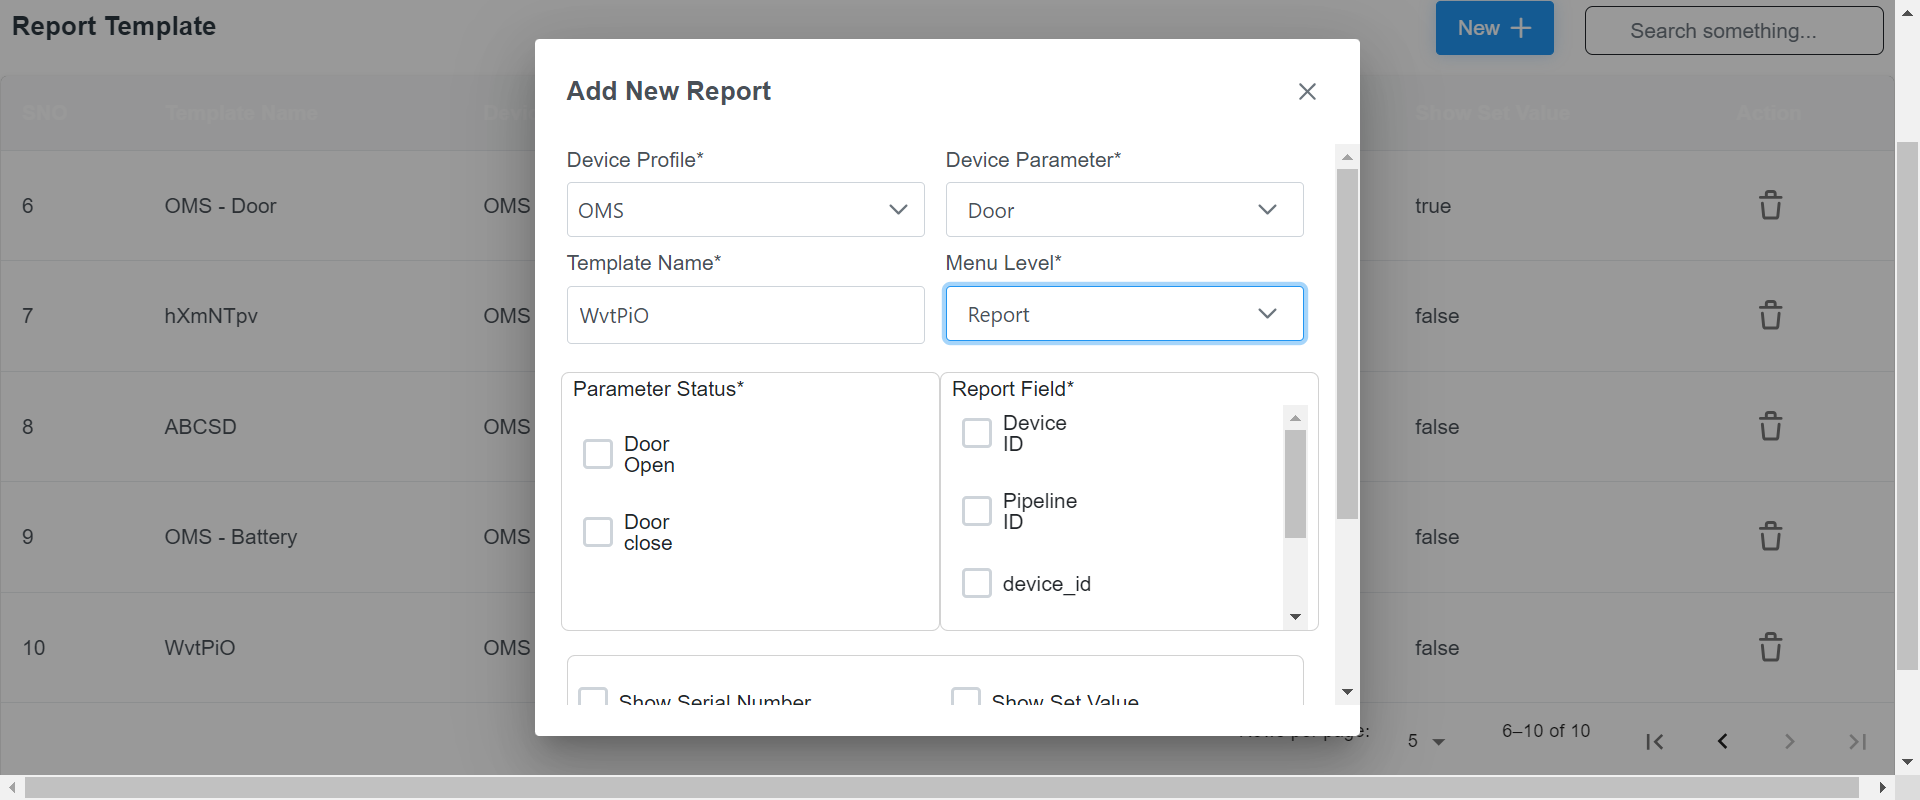 Report Template
New
Search something...
SNO
Template Name
Show Set Value
Action
6
OMS - Door
OMS
true
7
hXmNTpv
OMS
false
8
ABCSD
OMS
false
9
OMS - Battery
OMS
false
10
WvtPiO
OMS
false
5
6–10 of 10
Add New Report
Device Profile*
Device Parameter*
OMS
Door
Template Name*
Menu Level*
WvtPiO
Report
Parameter Status*
Report Field*
Door
Open
Door
close
Device
ID
Pipeline
ID
device_id
Show Serial Number
Show Set Value